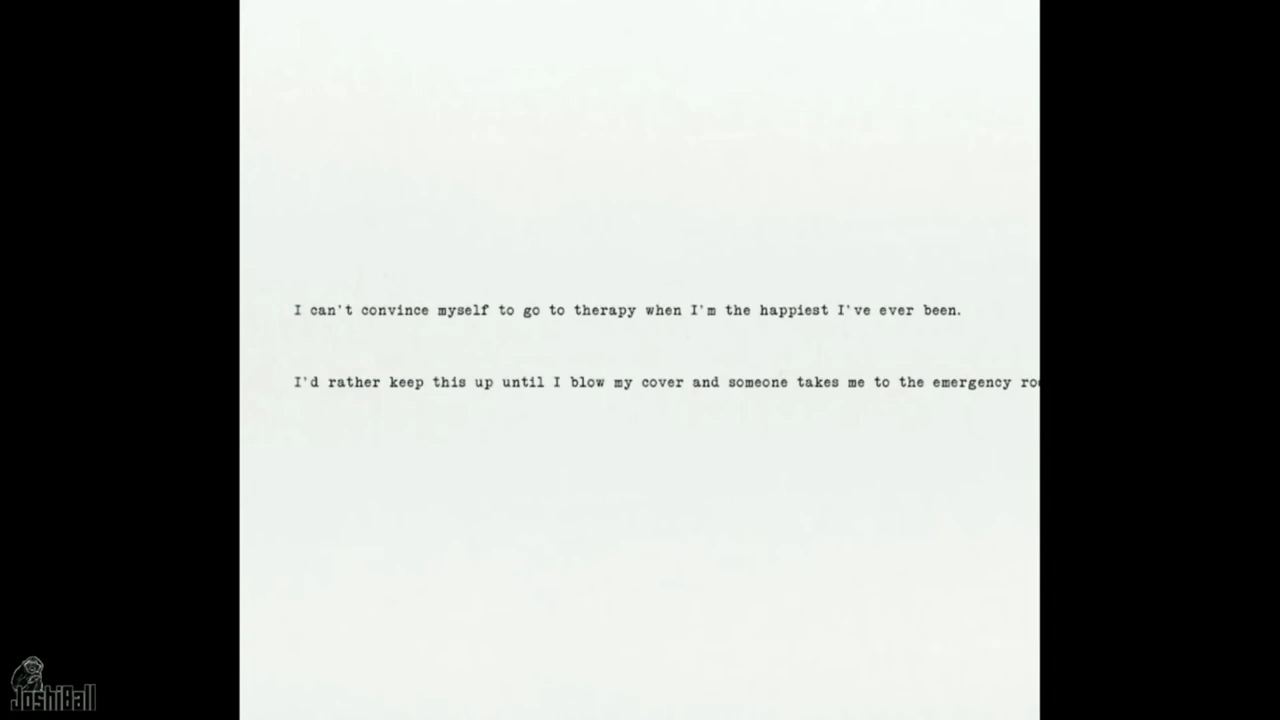 I can't convince myself to go to therapy when I'm the happiest I've ever been.
I'd rather keep this up until I blow my cover and someone takes me to the emergency
JoshiBall